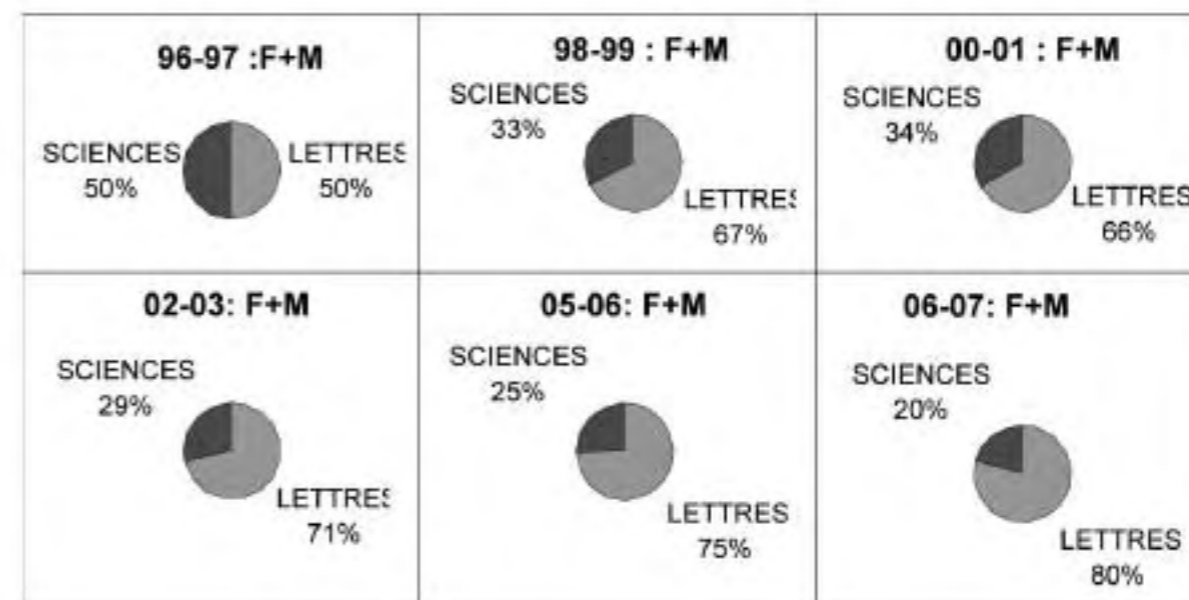 96-97 :F+M
SCIENCES
50%
LETTRES
50%
98-99 : F+M
SCIENCES
33%
LETTRES
67%
00-01 : F+M
SCIENCES
34%
LETTRES
66%
02-03: F+M
SCIENCES
29%
LETTRES
71%
05-06: F+M
SCIENCES
25%
LETTRES
75%
06-07: F+M
SCIENCES
20%
LETTRES
80%